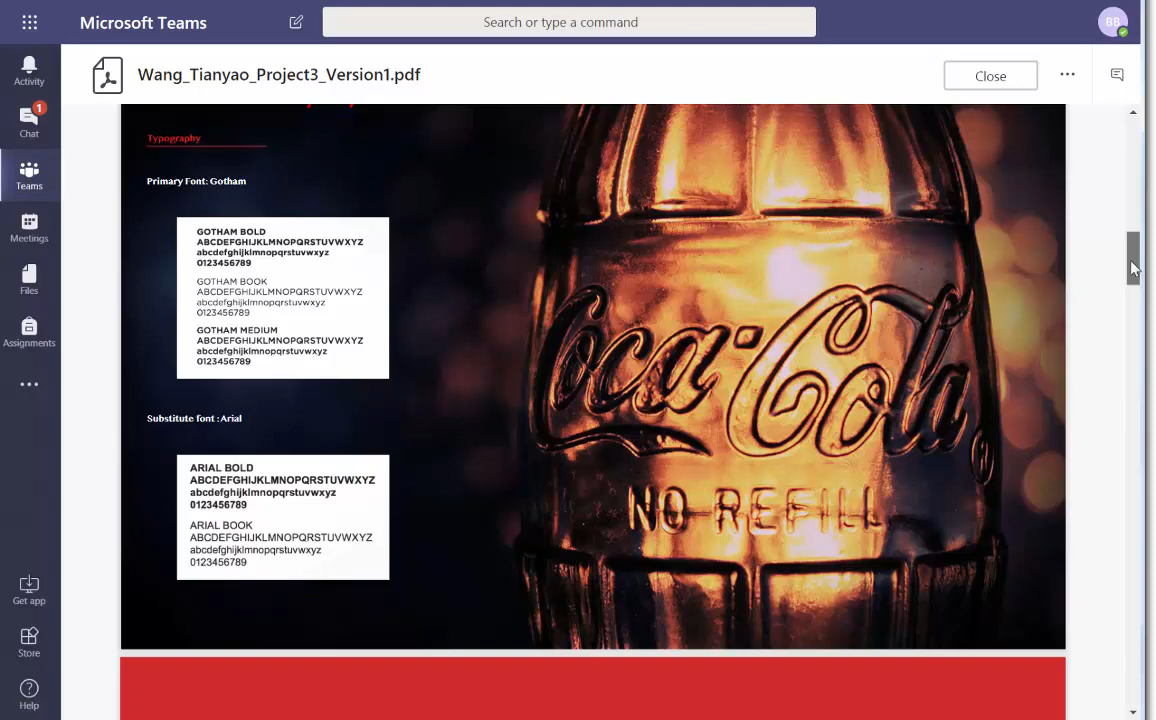 Microsoft Teams
Search or type a command
BB
Activity
1
Chat
Teams
Meetings
Files
Assignments
Get app
Store
Help
Wang_Tianyao_Project3_Version1.pdf
Close
Typography
Primary Font: Gotham
GOTHAM BOLD
ABCDEFGHIJKLMNOPQRSTUVWXYZ
abcdefghijklmnopqrstuvwxyz
0123456789
GOTHAM BOOK
ABCDEFGHIJKLMNOPQRSTUVWXYZ
abcdefghijklmnopqrstuvwxyz
0123456789
GOTHAM MEDIUM
ABCDEFGHIJKLMNOPQRSTUVWXYZ
abcdefghijklmnopqrstuvwxyz
0123456789
Substitute font : Arial
ARIAL BOLD
ABCDEFGHIJKLMNOPQRSTUVWXYZ
abcdefghijklmnopqrstuvwxyz
0123456789
ARIAL BOOK
ABCDEFGHIJKLMNOPQRSTUVWXYZ
abcdefghijklmnopqrstuvwxyz
0123456789
Coca-Cola
NO REFILL